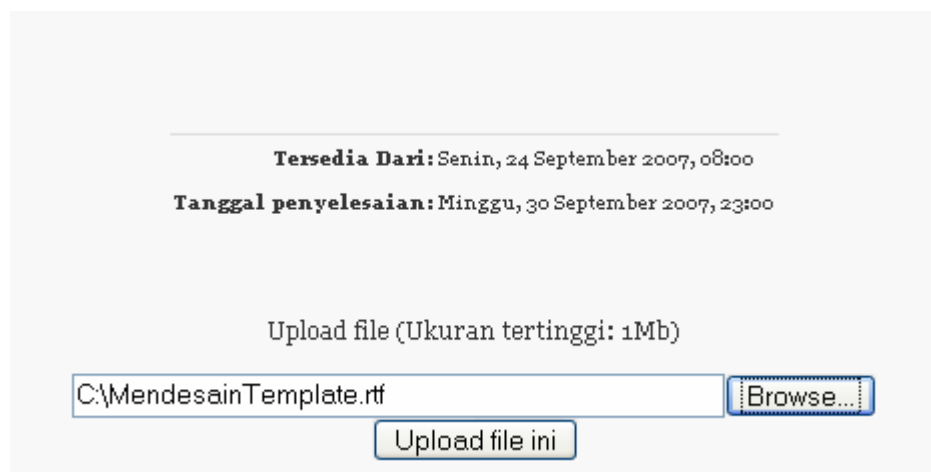 Tersedia Dari: Senin, 24 September 2007, 08:00
Tanggal penyelesaian: Minggu, 30 September 2007, 23:00
Upload file (Ukuran tertinggi: 1Mb)
C:\MendesainTemplate.rtf Browse...
Upload file ini